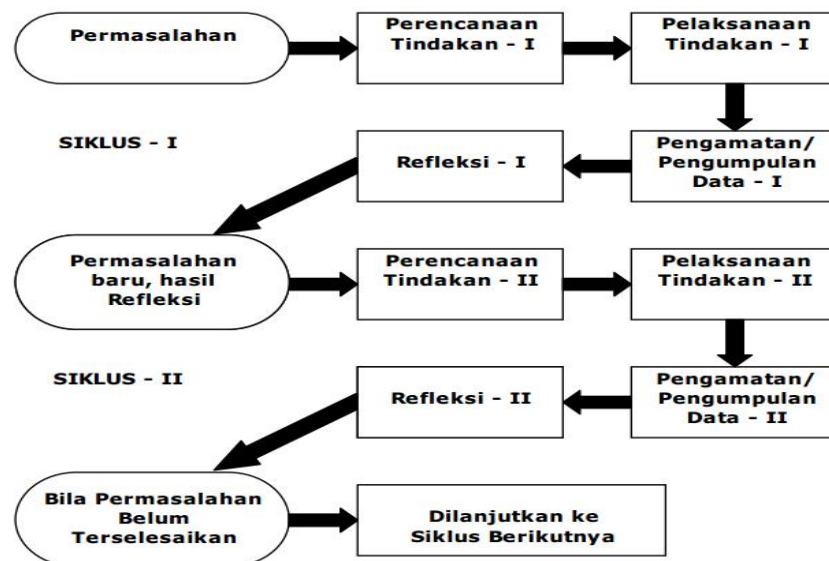 Permasalahan
Perencanaan
Tindakan - I
Pelaksanaan
Tindakan - I
SIKLUS - I
Refleksi - I
Pengamatan/
Pengumpulan
Data - I
Permasalahan
baru, hasil
Refleksi
Perencanaan
Tindakan - II
Pelaksanaan
Tindakan - II
SIKLUS - II
Refleksi - II
Pengamatan/
Pengumpulan
Data - II
Bila Permasalahan
Belum
Terselesaikan
Dilanjutkan ke
Siklus Berikutnya